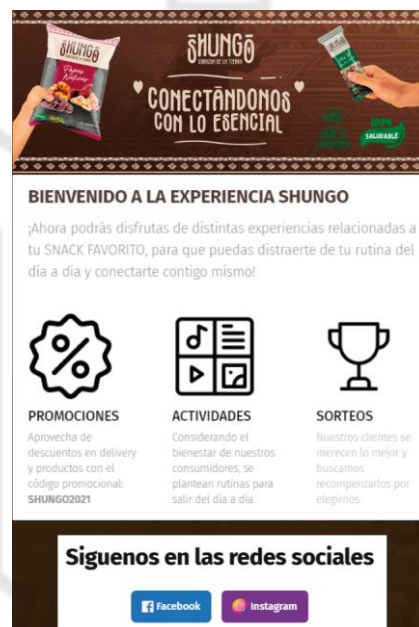 SHUNGO
CORAZÓN DE LA TIERRA
CONECTÁNDONOS
CON LO ESENCIAL
SHUNGO
Papas
Nativas
100%
SALUDABLE
BIENVENIDO A LA EXPERIENCIA SHUNGO
¡Ahora podrás disfrutas de distintas experiencias relacionadas a
tu SNACK FAVORITO, para que puedas distraerte de tu rutina del
día a día y conectarte contigo mismo!
PROMOCIONES
Aprovecha de
descuentos en delivery
y productos con el
código promocional:
SHUNGO2021
ACTIVIDADES
Considerando el
bienestar de nuestros
consumidores, se
plantean rutinas para
salir del día a día
SORTEOS
Nuestros clientes se
merecen lo mejor y
buscamos
recompenzarlos por
elegirnos.
Siguenos en las redes sociales
Facebook
Instagram